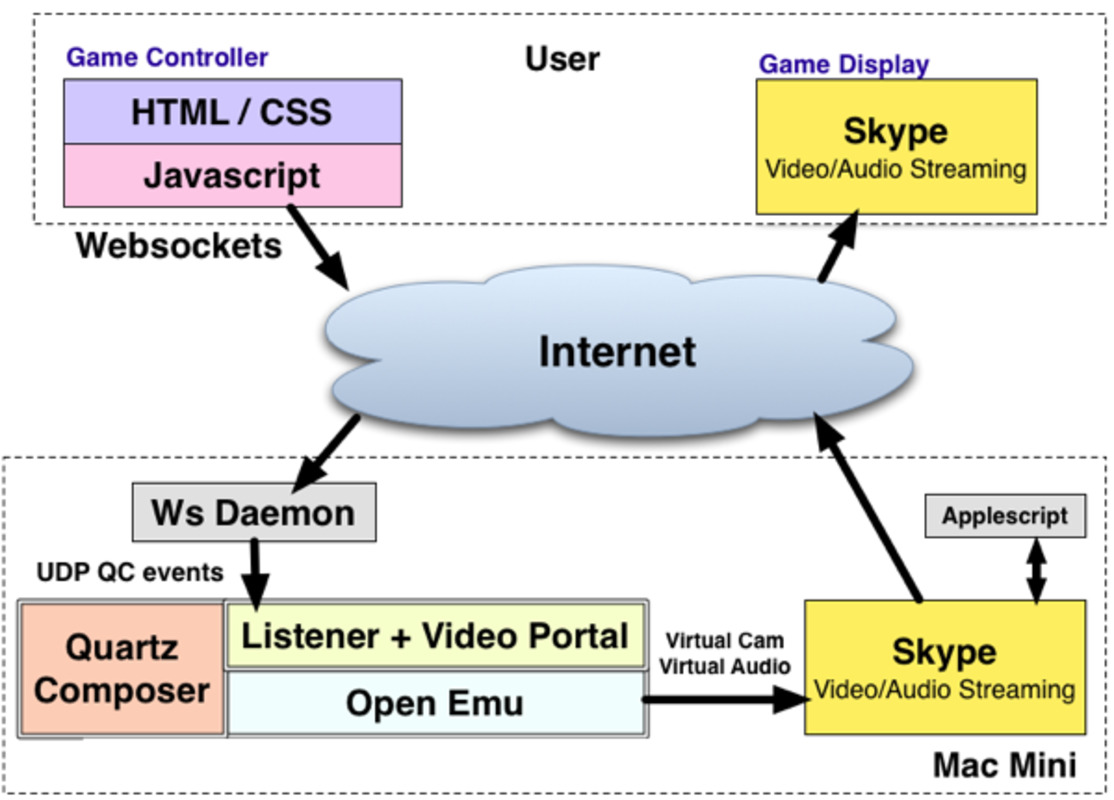 User
Game Controller
HTML / CSS
Javascript
Game Display
Skype
Video/Audio Streaming
Websockets
Internet
Ws Daemon
UDP QC events
Quartz
Composer
Listener + Video Portal
Open Emu
Virtual Cam
Virtual Audio
Applescript
Skype
Video/Audio Streaming
Mac Mini